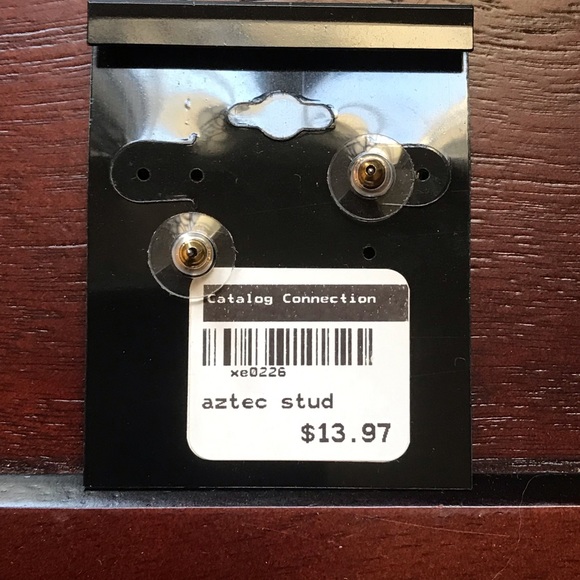 Catalog Connection
xe0226
aztec stud
$13.97